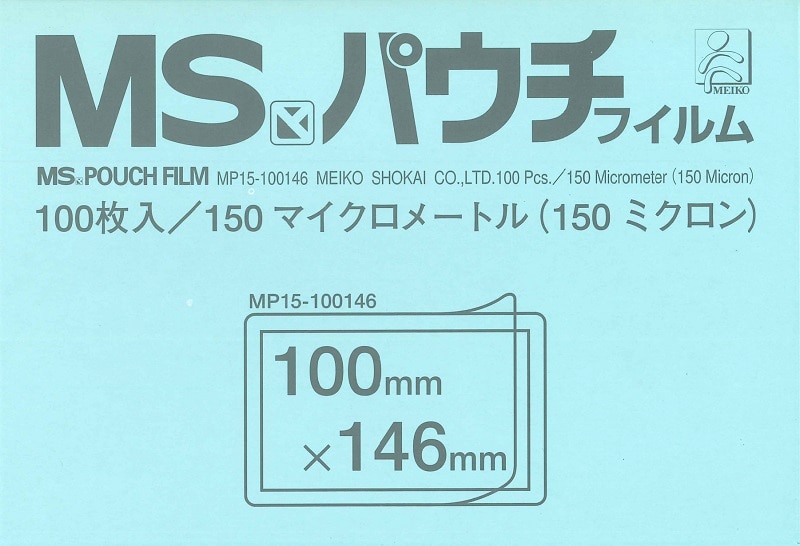 MS パウチフィルム
MEIKO
MS POUCH FILM MP15-100146 MEIKO SHOKAI CO.,LTD.100 Pcs.／150 Micrometer (150 Micron)
100枚入／150 マイクロメートル（150 ミクロン）
MP15-100146
100mm
×146mm